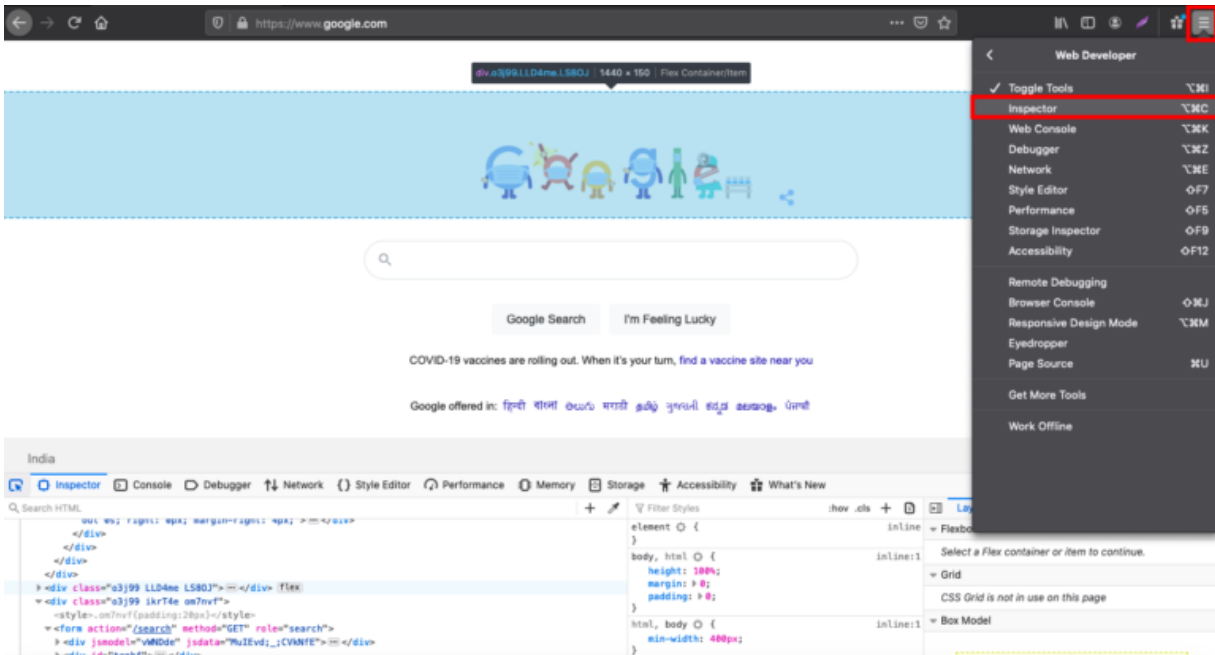 https://www.google.com
div.o3j99.LLD4me.LS8OJ | 1440 × 150 | Flex Container/Item
Google
Google Search
I'm Feeling Lucky
COVID-19 vaccines are rolling out. When it's your turn, find a vaccine site near you
Google offered in: हिन्दी বাংলা తెలుగు मराठी தமிழ் ગુજરાતી ಕನ್ನಡ മലയാളം ਪੰਜਾਬੀ
India
Web Developer
✓ Toggle Tools ⌥⌘I
Inspector ⌥⌘C
Web Console ⌥⌘K
Debugger ⌥⌘Z
Network ⌥⌘E
Style Editor ⇧F7
Performance ⇧F5
Storage Inspector ⇧F9
Accessibility ⇧F12
Remote Debugging
Browser Console ⇧⌘J
Responsive Design Mode ⌥⌘M
Eyedropper
Page Source ⌘U
Get More Tools
Work Offline
Inspector Console Debugger Network {} Style Editor Performance Memory Storage Accessibility What's New
Search HTML
</div>
</div>
</div>
</div>
<div class="o3j99 LLD4me LS8OJ"></div> flex
<div class="o3j99 ikrT4e om7nvf">
<style>.om7nvf{padding:20px}</style>
<form action="/search" method="GET" role="search">
<div jsmodel="vWNDde" jsdata="MuIEvd;_;CVkNfE"></div>
Filter Styles :hov .cls
element { inline
}
body, html { inline:1
height: 100%;
margin: 0;
padding: 0;
}
html, body { inline:1
min-width: 400px;
}
Select a Flex container or item to continue.
Grid
CSS Grid is not in use on this page
Box Model